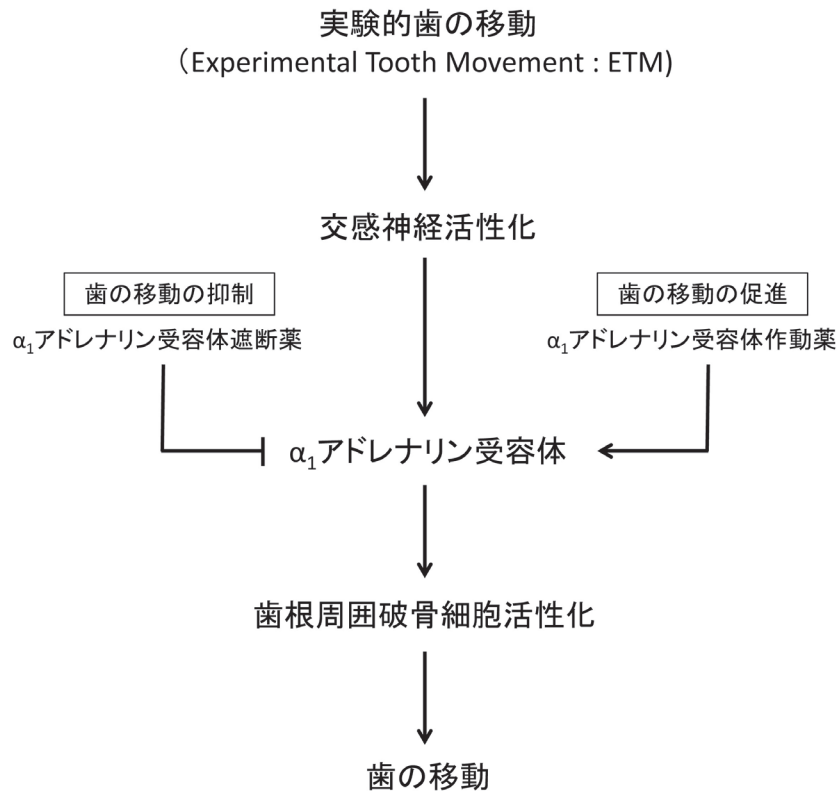 実験的歯の移動
（Experimental Tooth Movement : ETM)
交感神経活性化
歯の移動の抑制
α₁アドレナリン受容体遮断薬
歯の移動の促進
α₁アドレナリン受容体作動薬
α₁アドレナリン受容体
歯根周囲破骨細胞活性化
歯の移動